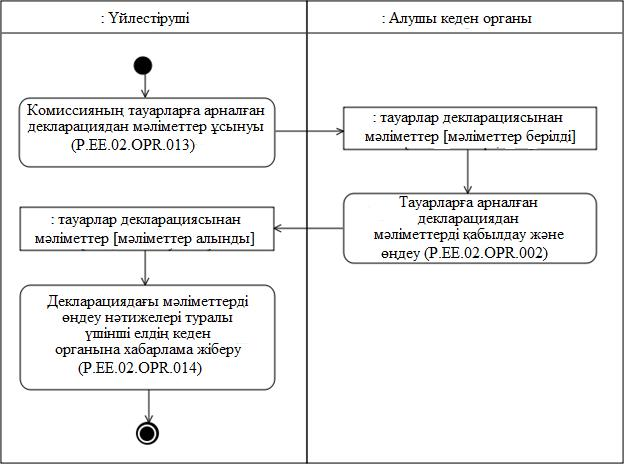 : Үйлестіруші
: Алушы кеден органы
Комиссияның тауарларға арналған
декларациядан мәліметтер ұсынуы
(P.EE.02.OPR.013)
: тауарлар декларациясынан
мәліметтер [мәліметтер берілді]
Тауарларға арналған
декларациядан
мәліметтерді қабылдау және
өңдеу (P.EE.02.OPR.002)
: тауарлар декларациясынан
мәліметтер [мәліметтер алынды]
Декларациядағы мәліметтерді
өңдеу нәтижелері туралы
үшінші елдің кеден
органына хабарлама жіберу
(P.EE.02.OPR.014)